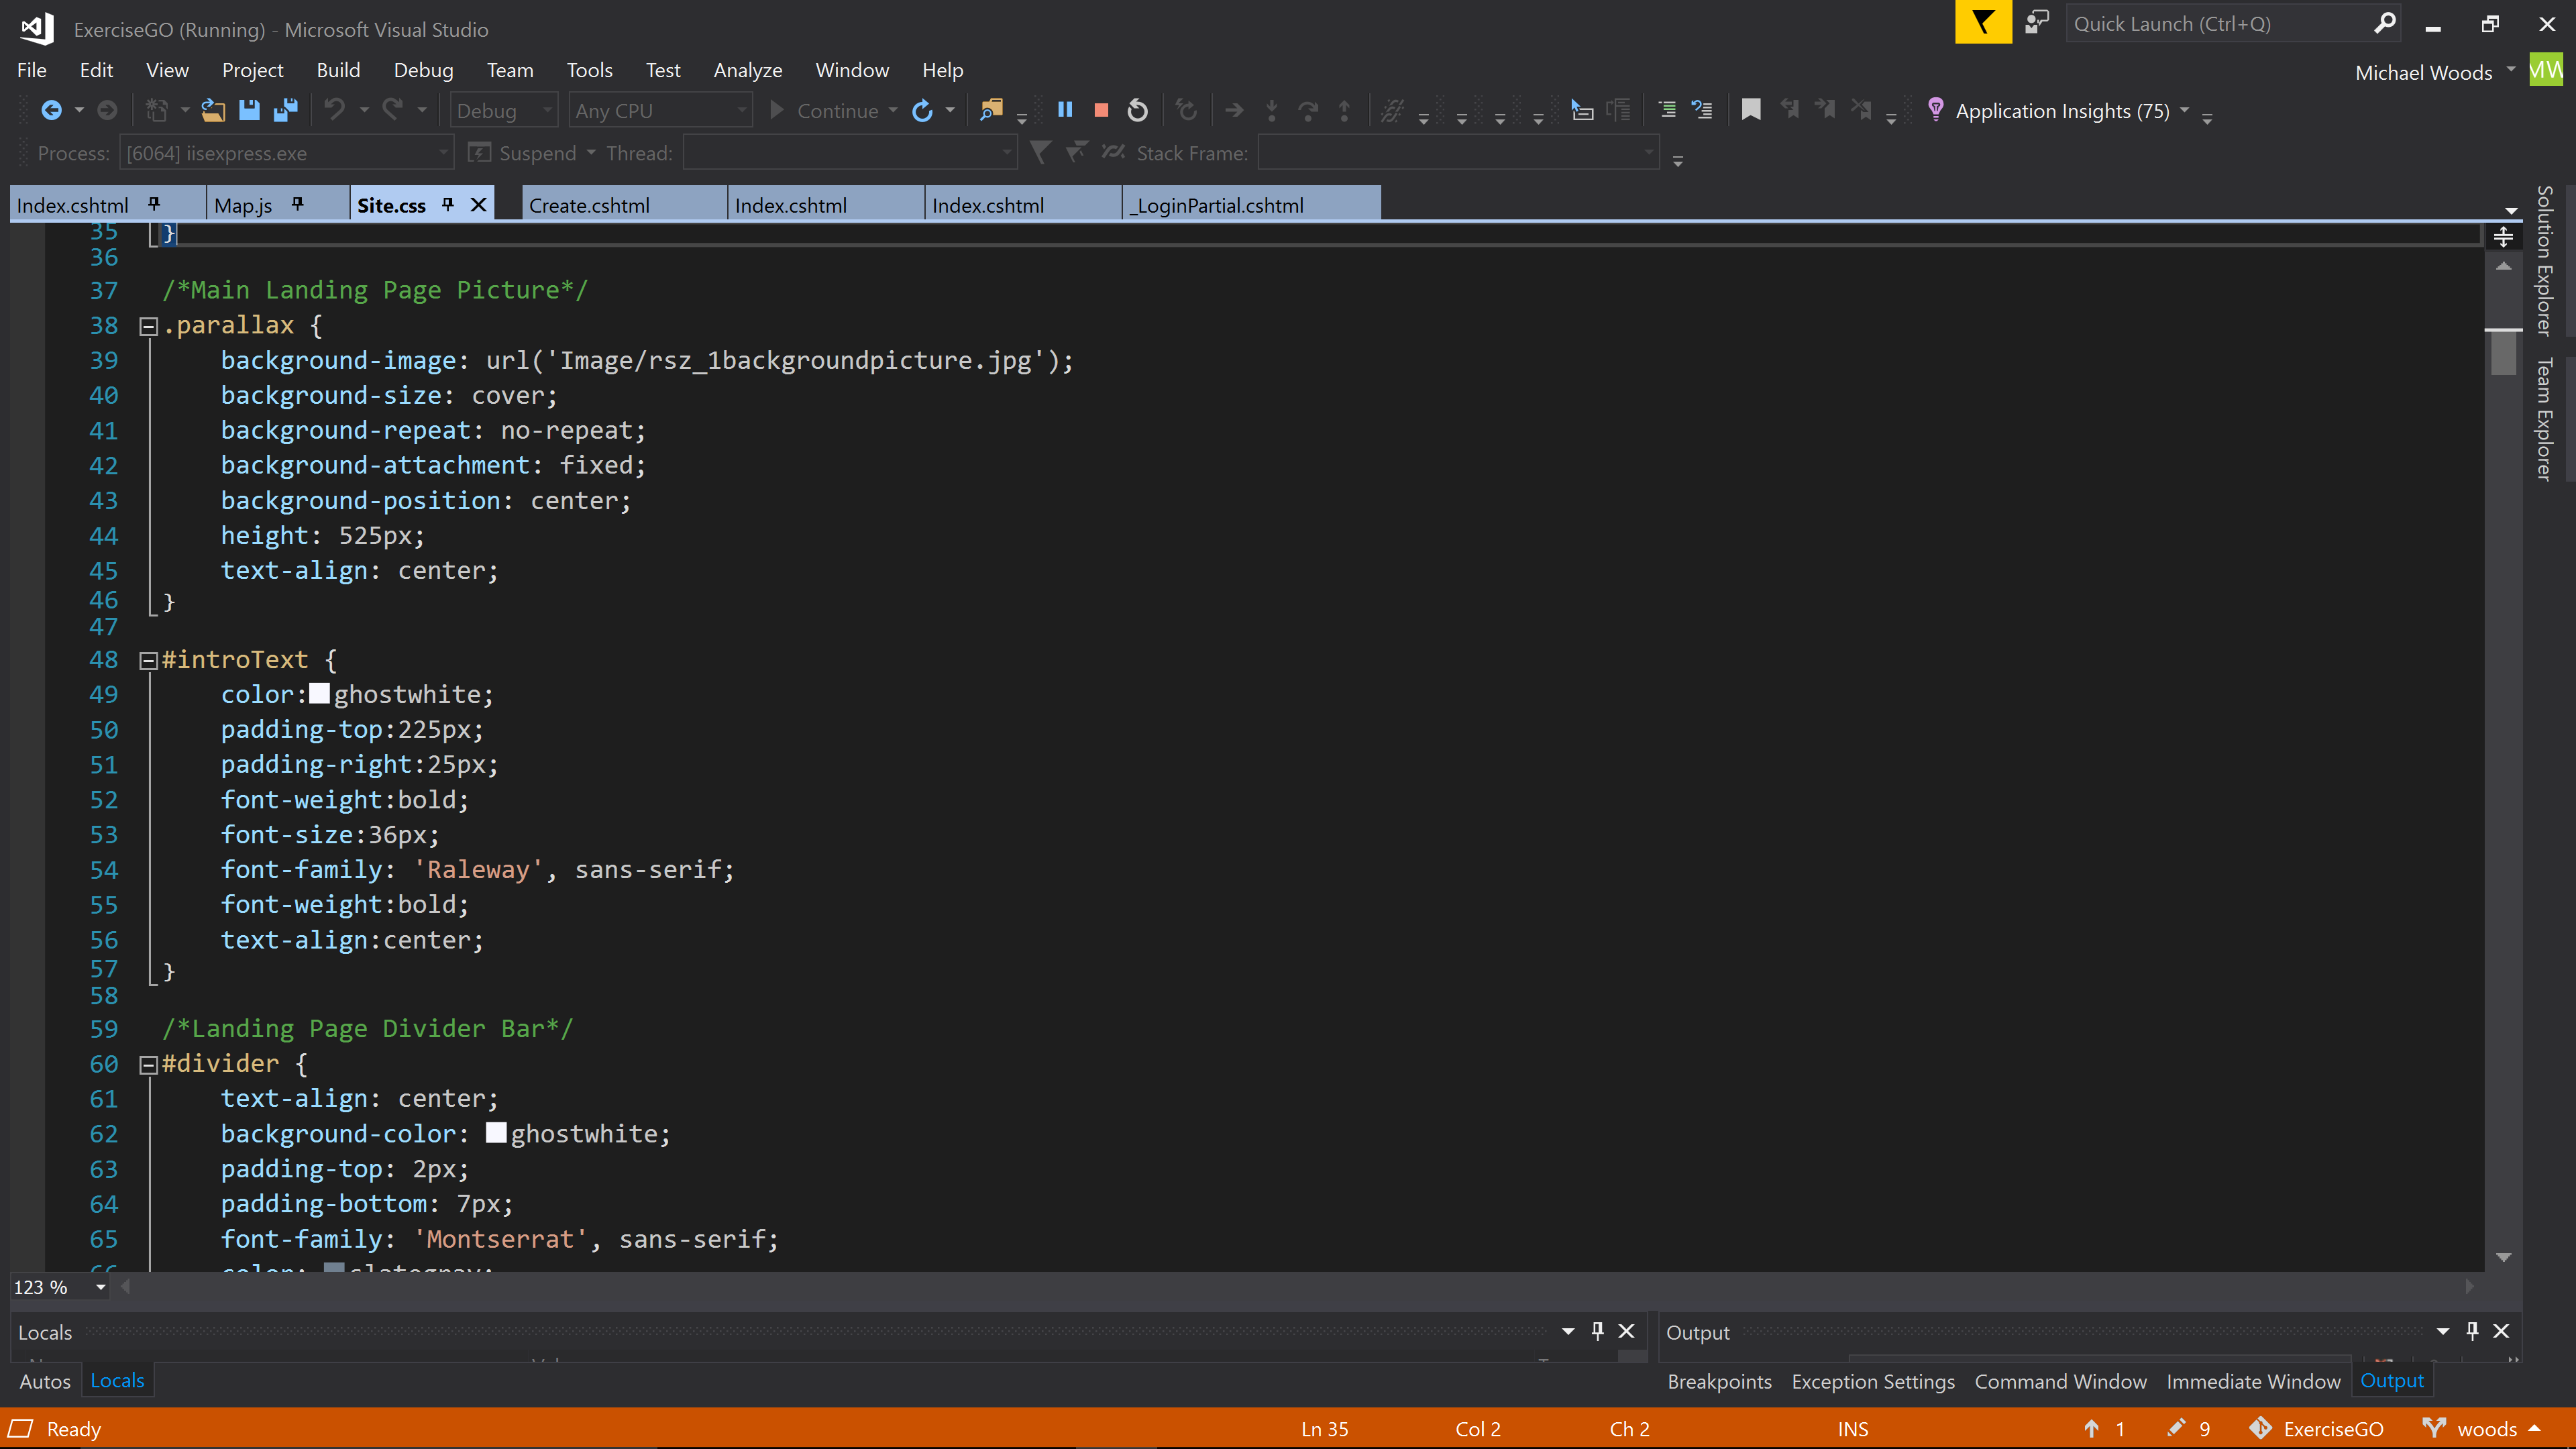 ExerciseGO (Running) - Microsoft Visual Studio
Quick Launch (Ctrl+Q)
File Edit View Project Build Debug Team Tools Test Analyze Window Help
Michael Woods MW
Debug Any CPU Continue Application Insights (75)
Process: [6064] iisexpress.exe Suspend Thread: Stack Frame:
Index.cshtml Map.js Site.css Create.cshtml Index.cshtml Index.cshtml _LoginPartial.cshtml
Solution Explorer
Team Explorer
35 }
36
37 /*Main Landing Page Picture*/
38 .parallax {
39 background-image: url('Image/rsz_1backgroundpicture.jpg');
40 background-size: cover;
41 background-repeat: no-repeat;
42 background-attachment: fixed;
43 background-position: center;
44 height: 525px;
45 text-align: center;
46 }
47
48 #introText {
49 color:ghostwhite;
50 padding-top:225px;
51 padding-right:25px;
52 font-weight:bold;
53 font-size:36px;
54 font-family: 'Raleway', sans-serif;
55 font-weight:bold;
56 text-align:center;
57 }
58
59 /*Landing Page Divider Bar*/
60 #divider {
61 text-align: center;
62 background-color: ghostwhite;
63 padding-top: 2px;
64 padding-bottom: 7px;
65 font-family: 'Montserrat', sans-serif;
66 color: slategray;
123 %
Locals
Output
Autos Locals
Breakpoints Exception Settings Command Window Immediate Window Output
Ready Ln 35 Col 2 Ch 2 INS 1 9 ExerciseGO woods